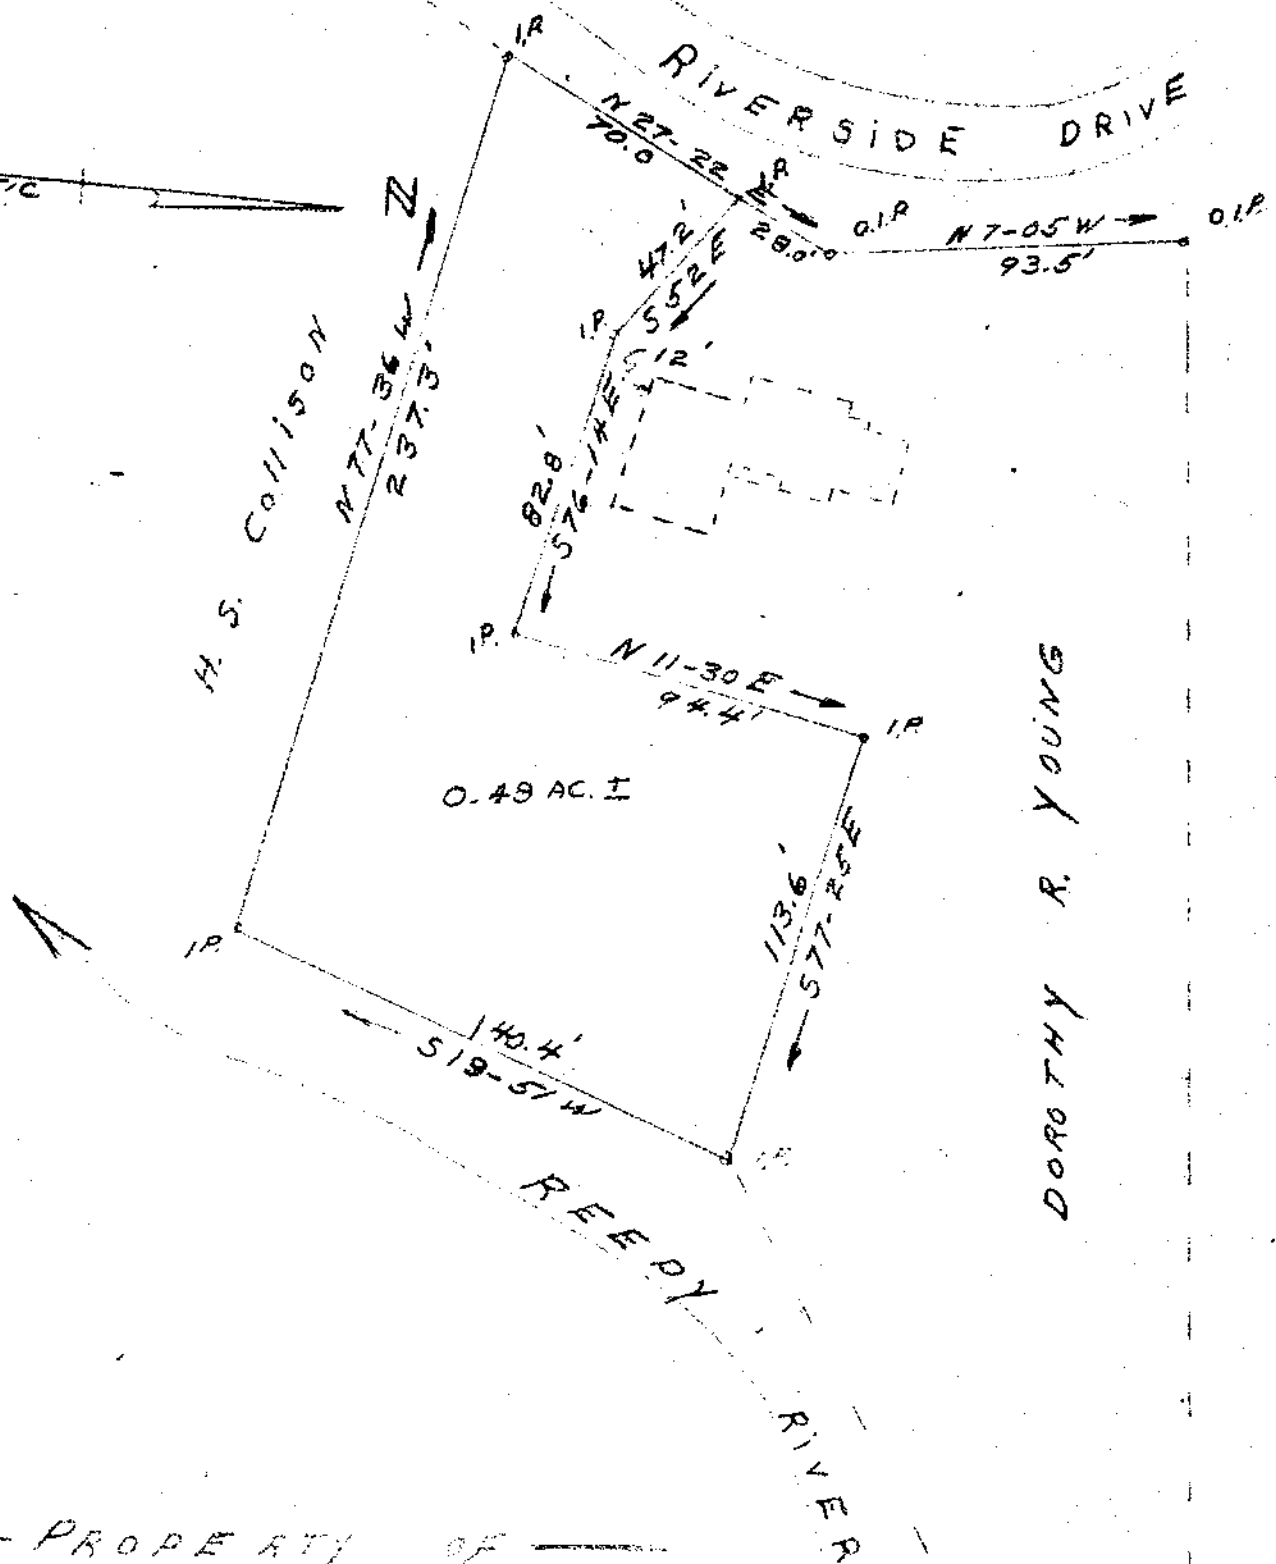 I.P.
RIVERSIDE DRIVE
N 27-22 E
70.0
I.P.
28.0
O.I.P.
N 7-05 W
93.5'
O.I.P.
N
47.2'
S 52 E
I.P.
12'
N 77-36 W
237.3'
H. S. Collison
82.8'
S 76-14 E
I.P.
N 11-30 E
94.4'
I.P.
0.49 AC. ±
113.6'
S 77-25 E
DOROTHY R. YOUNG
I.P.
140.4'
S 19-51 W
I.P.
REEDY RIVER
PROPERTY OF